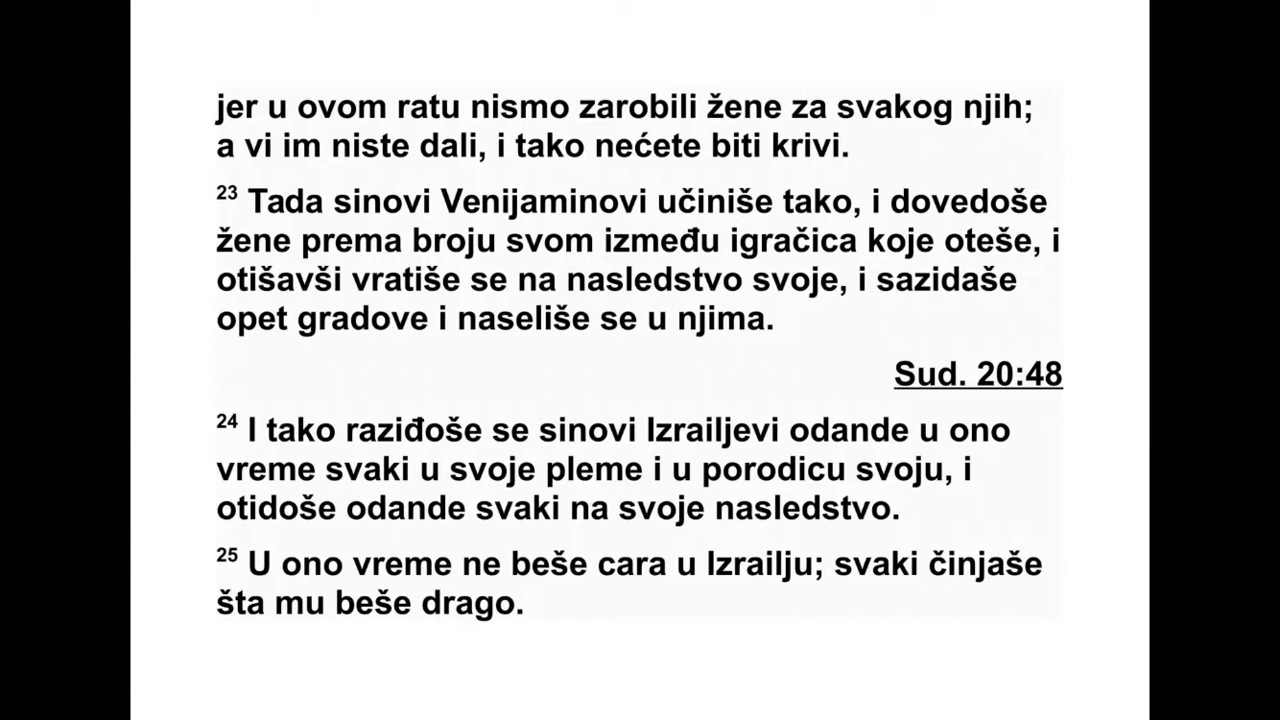 jer u ovom ratu nismo zarobili žene za svakog njih;
a vi im niste dali, i tako nećete biti krivi.
23 Tada sinovi Venijaminovi učiniše tako, i dovedoše
žene prema broju svom između igračica koje oteše, i
otišavši vratiše se na nasledstvo svoje, i sazidaše
opet gradove i naseliše se u njima.
Sud. 20:48
24 I tako raziđoše se sinovi Izrailjevi odande u ono
vreme svaki u svoje pleme i u porodicu svoju, i
otidoše odande svaki na svoje nasledstvo.
25 U ono vreme ne beše cara u Izrailju; svaki činjaše
šta mu beše drago.